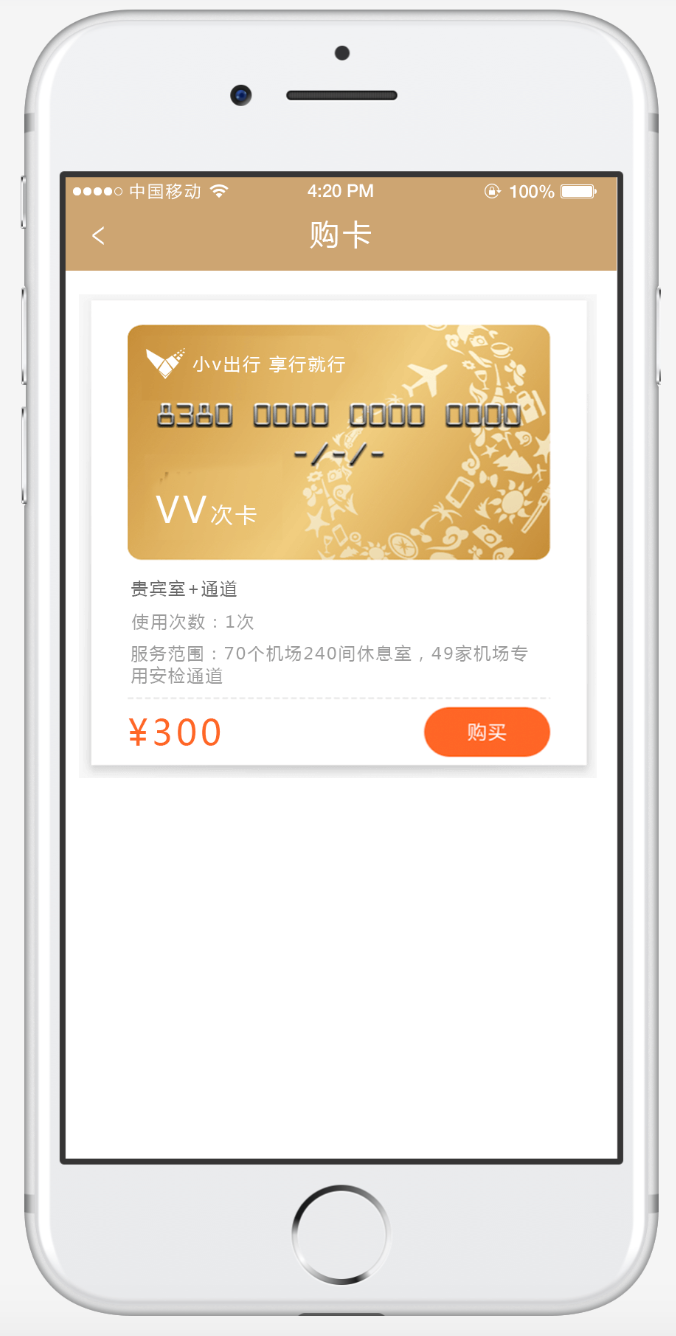 中国移动 4:20 PM 100%
购卡
小v出行 享行就行
8380 0000 0000 0000
-/-/-
VV次卡
贵宾室+通道
使用次数：1次
服务范围：70个机场240间休息室，49家机场专
用安检通道
¥300 购买